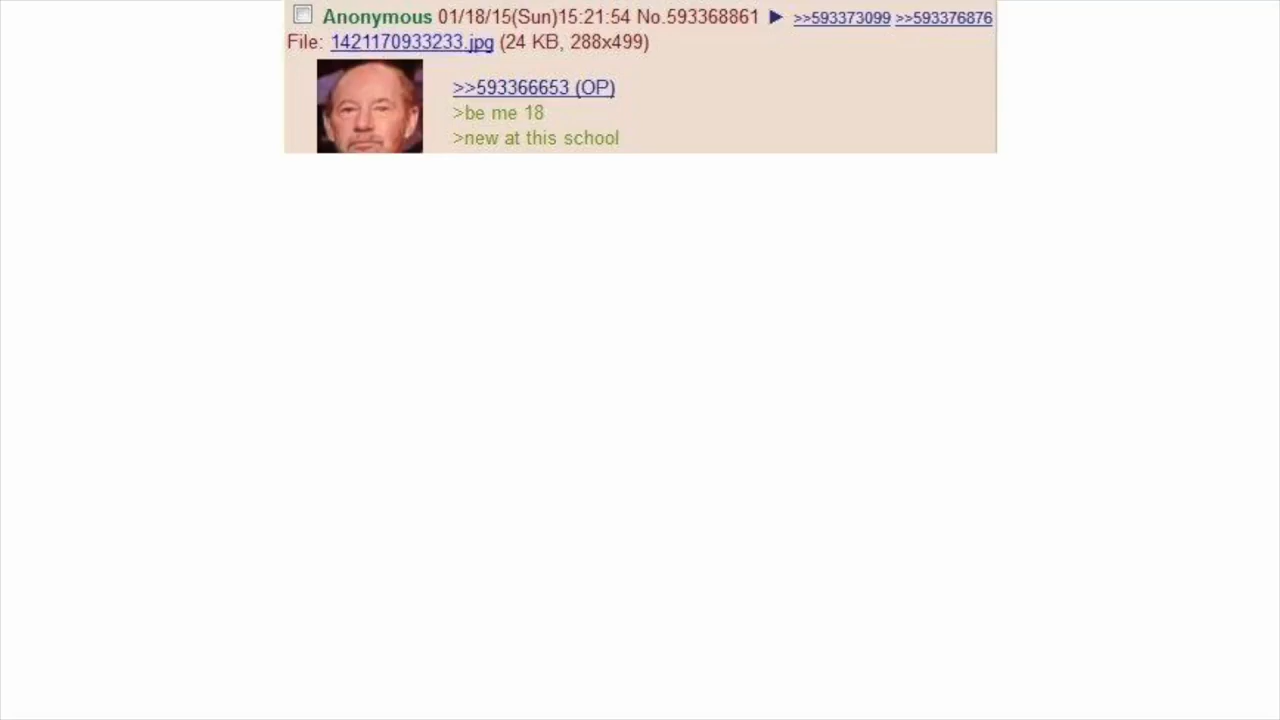 Anonymous 01/18/15(Sun)15:21:54 No.593368861 ▶ >>593373099 >>593376876
File: 1421170933233.jpg (24 KB, 288x499)
>>593366653 (OP)
>be me 18
>new at this school